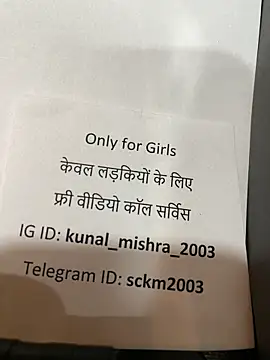 Only for Girls
केवल लड़कियों के लिए
फ्री वीडियो कॉल सर्विस
IG ID: kunal_mishra_2003
Telegram ID: sckm2003